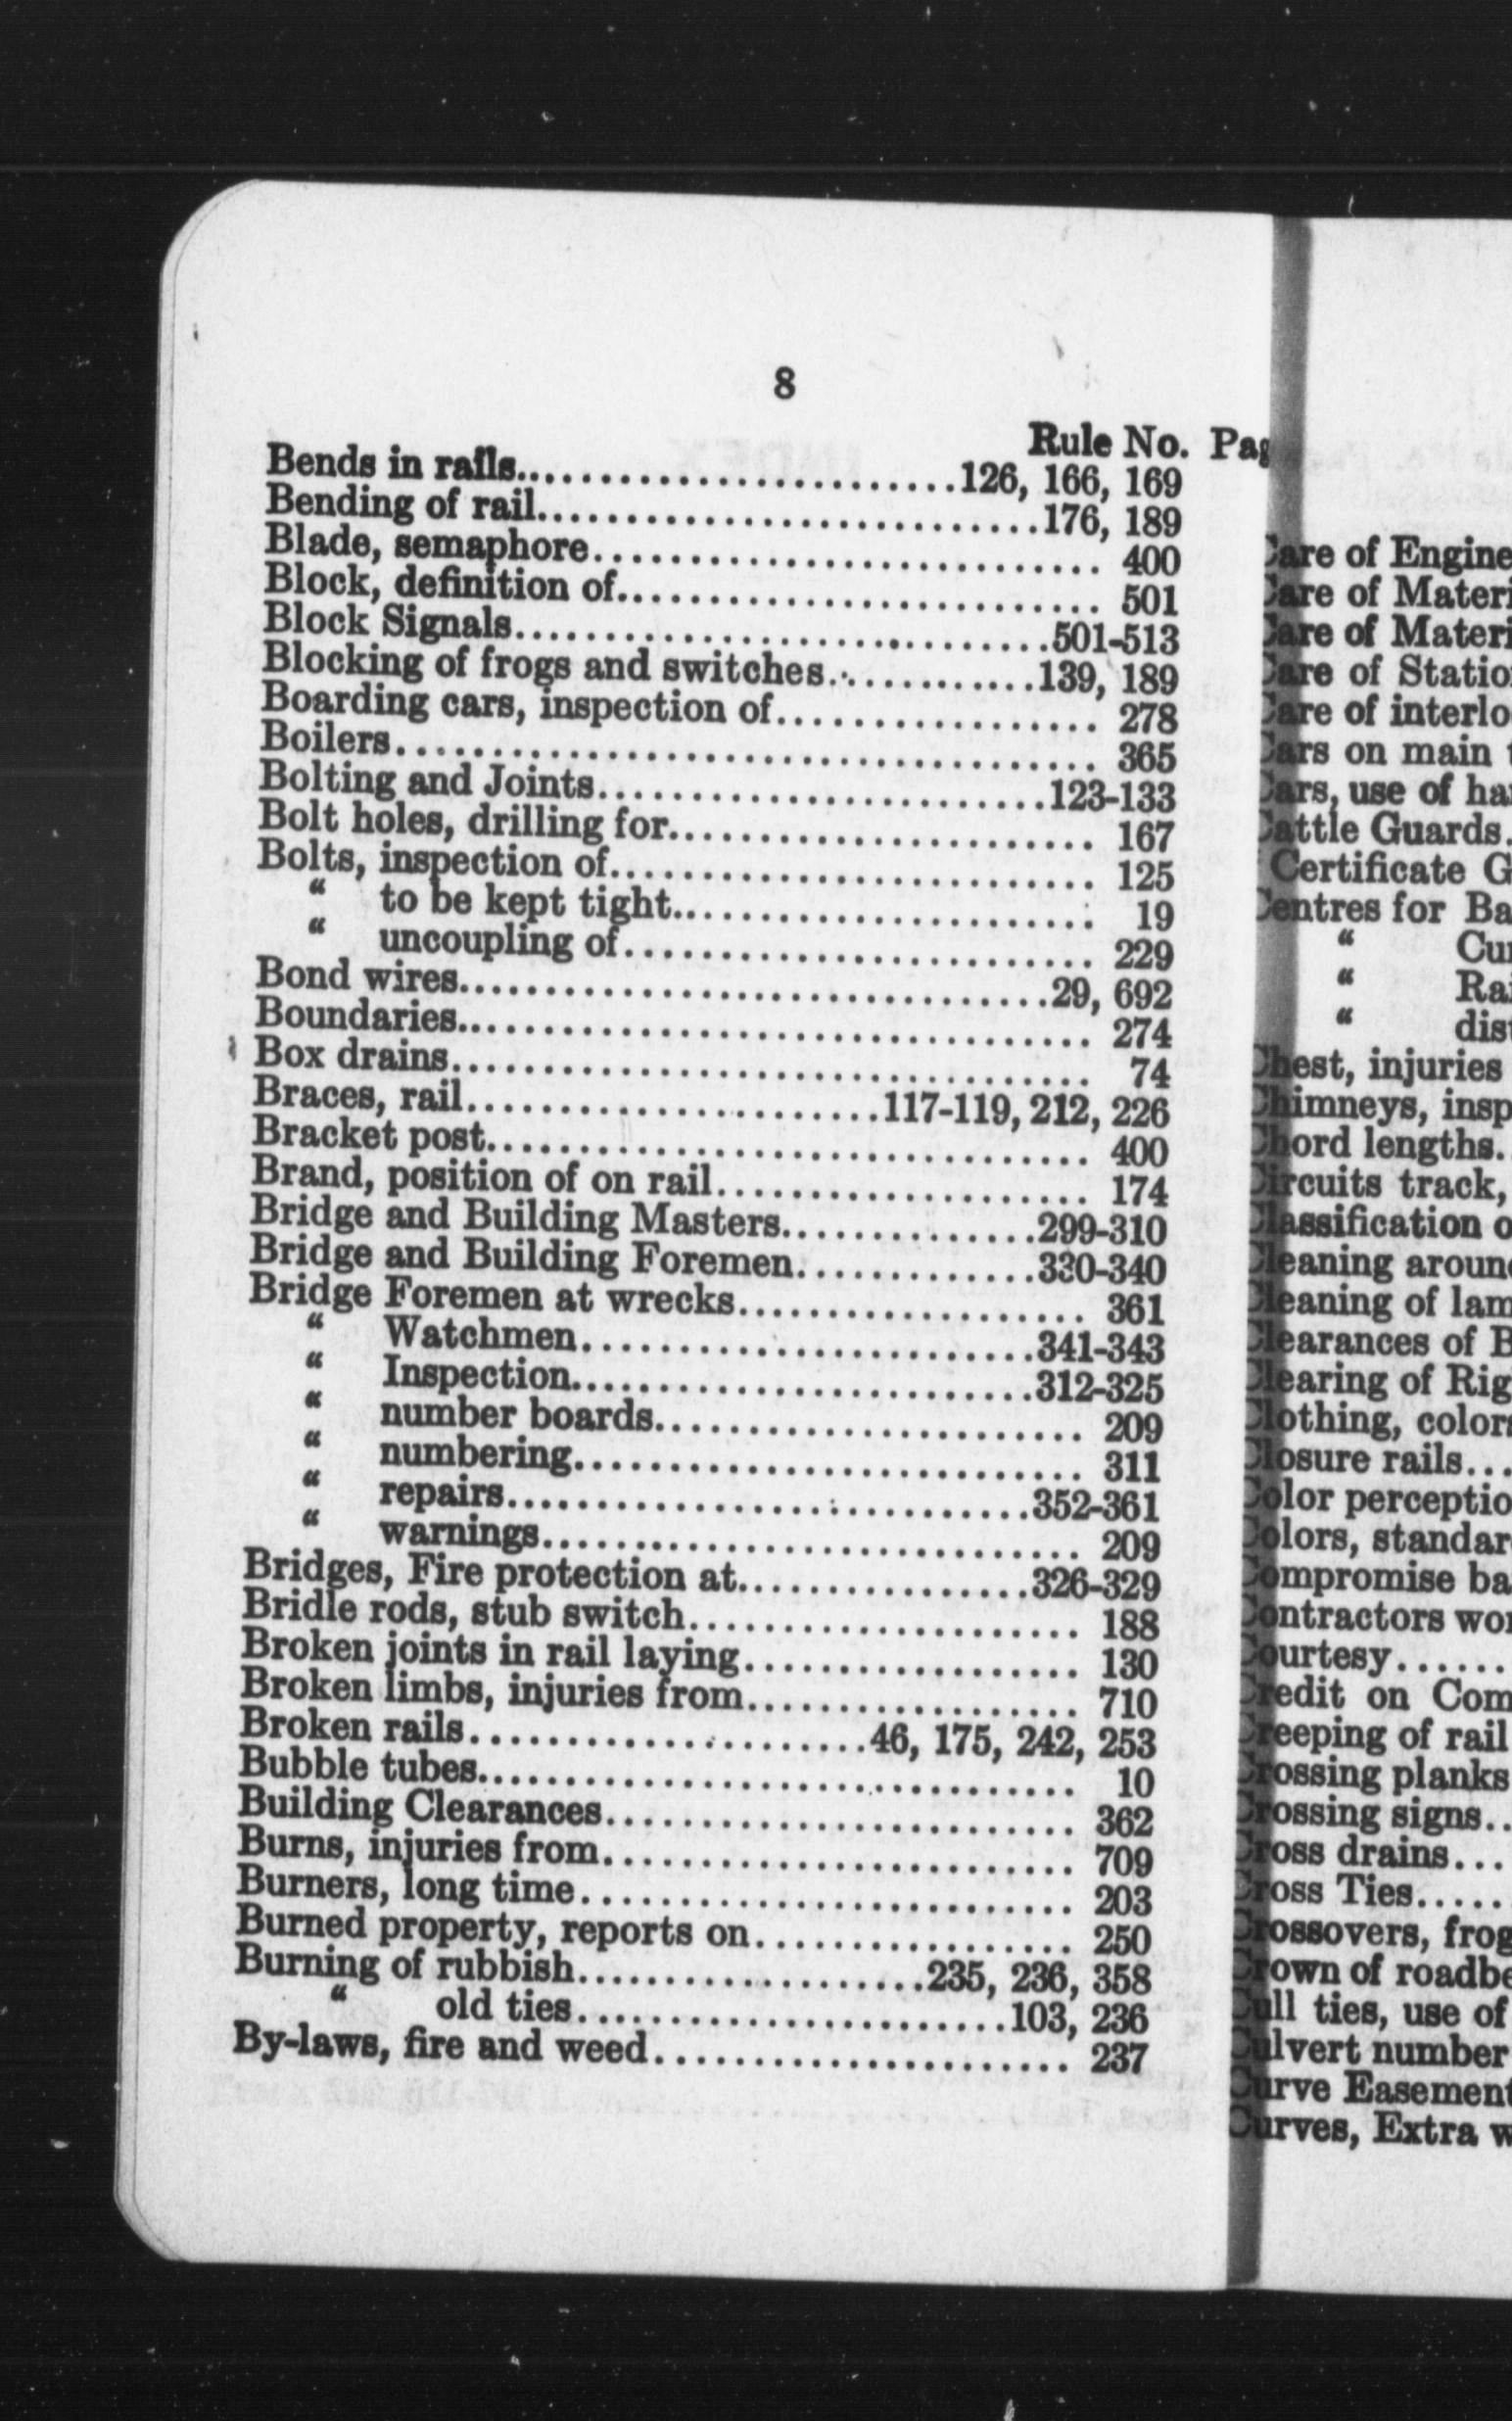 8
Rule No. Pag
Bends in rails..........................126, 166, 169
Bending of rail..............................176, 189
Blade, semaphore............................. 400
Block, definition of........................... 501
Block Signals................................501-513
Blocking of frogs and switches.............139, 189
Boarding cars, inspection of.................. 278
Boilers....................................... 365
Bolting and Joints..........................123-133
Bolt holes, drilling for....................... 167
Bolts, inspection of........................... 125
“ to be kept tight....................... 19
“ uncoupling of.......................... 229
Bond wires.................................29, 692
Boundaries.................................... 274
Box drains.................................... 74
Braces, rail.......................117-119, 212, 226
Bracket post.................................. 400
Brand, position of on rail..................... 174
Bridge and Building Masters...............299-310
Bridge and Building Foremen..............330-340
Bridge Foremen at wrecks.................... 361
“ Watchmen..........................341-343
“ Inspection...........................312-325
“ number boards........................ 209
“ numbering............................. 311
“ repairs..............................352-361
“ warnings............................... 209
Bridges, Fire protection at.................326-329
Bridle rods, stub switch...................... 188
Broken joints in rail laying................... 130
Broken limbs, injuries from................... 710
Broken rails......................46, 175, 242, 253
Bubble tubes.................................. 10
Building Clearances........................... 362
Burns, injuries from........................... 709
Burners, long time............................ 203
Burned property, reports on.................. 250
Burning of rubbish....................235, 236, 358
“ old ties.........................103, 236
By-laws, fire and weed........................ 237
Care of Engine
Care of Materi
Care of Materi
Care of Statio
Care of interlo
Cars on main t
Cars, use of ha
Cattle Guards.
Certificate G
Centres for Ba
“ Cu
“ Ra
“ dis
Chest, injuries
Chimneys, insp
Chord lengths.
Circuits track,
Classification o
Cleaning aroun
Cleaning of lam
Clearances of B
Clearing of Rig
Clothing, colors
Closure rails...
Color perceptio
Colors, standar
Compromise ba
Contractors wo
Courtesy......
Credit on Com
Creeping of rail
Crossing planks
Crossing signs..
Cross drains...
Cross Ties.....
Crossovers, frog
Crown of roadbe
Cull ties, use of
Culvert number
Curve Easement
Curves, Extra w